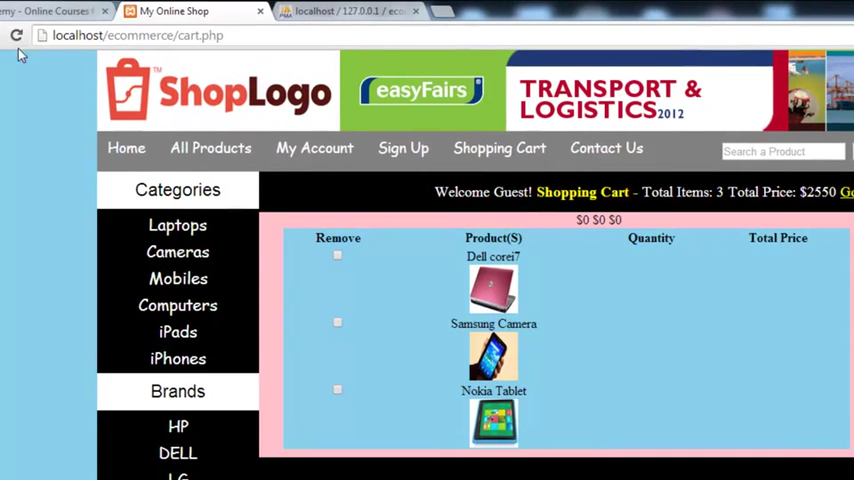 emy - Online Courses
My Online Shop
localhost / 127.0.0.1 / eco
localhost/ecommerce/cart.php
ShopLogo™
easyFairs
TRANSPORT &
LOGISTICS2012
Home All Products My Account Sign Up Shopping Cart Contact Us Search a Product
Categories
Welcome Guest! Shopping Cart - Total Items: 3 Total Price: $2550 Go
$0 $0 $0
Laptops
Cameras
Mobiles
Computers
iPads
iPhones
Brands
HP
DELL
LG
Remove Product(S) Quantity Total Price
Dell corei7
Samsung Camera
Nokia Tablet